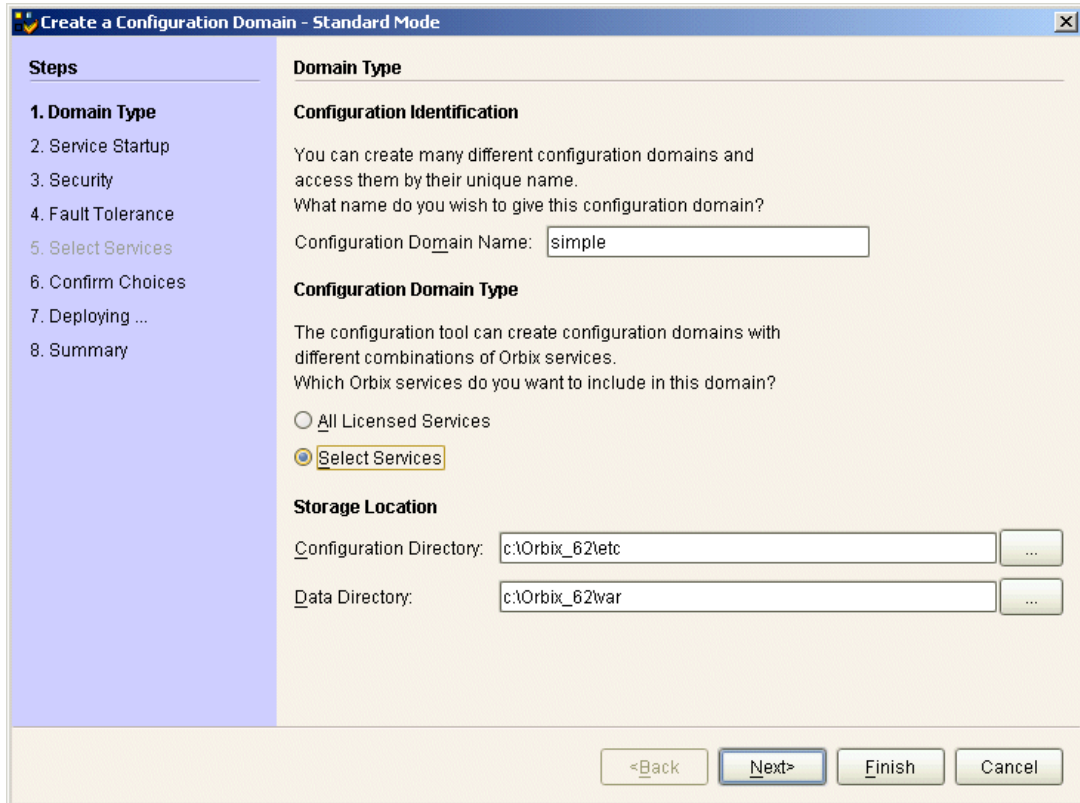 Create a Configuration Domain - Standard Mode
Steps
1. Domain Type
2. Service Startup
3. Security
4. Fault Tolerance
5. Select Services
6. Confirm Choices
7. Deploying ...
8. Summary
Domain Type
Configuration Identification
You can create many different configuration domains and
access them by their unique name.
What name do you wish to give this configuration domain?
Configuration Domain Name: simple
Configuration Domain Type
The configuration tool can create configuration domains with
different combinations of Orbix services.
Which Orbix services do you want to include in this domain?
All Licensed Services
Select Services
Storage Location
Configuration Directory: c:\Orbix_62\etc ...
Data Directory: c:\Orbix_62\var ...
<Back Next> Finish Cancel